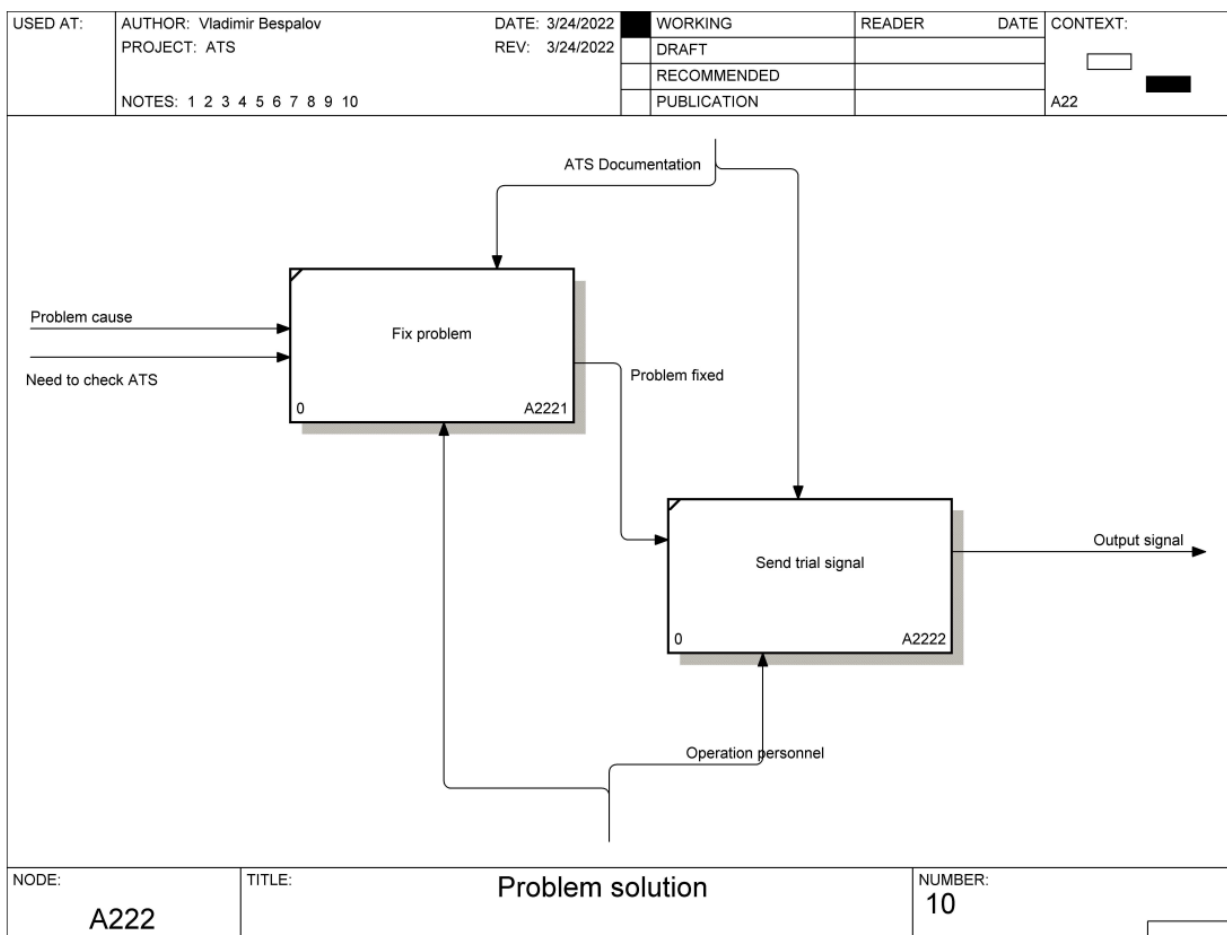 USED AT:
AUTHOR: Vladimir Bespalov
DATE: 3/24/2022
WORKING
READER
DATE
CONTEXT:
PROJECT: ATS
REV: 3/24/2022
DRAFT
RECOMMENDED
NOTES: 1 2 3 4 5 6 7 8 9 10
PUBLICATION
A22
ATS Documentation
Problem cause
Fix problem
Need to check ATS
Problem fixed
0
A2221
Output signal
Send trial signal
0
A2222
Operation personnel
NODE:
TITLE:
Problem solution
NUMBER:
10
A222